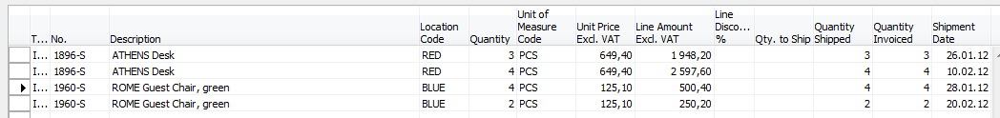 T... No. Description Location Code Quantity Unit of Measure Code Unit Price Excl. VAT Line Amount Excl. VAT Line Disco... % Qty. to Ship Quantity Shipped Quantity Invoiced Shipment Date
I... 1896-S ATHENS Desk RED 3 PCS 649,40 1 948,20 3 3 26.01.12
I... 1896-S ATHENS Desk RED 4 PCS 649,40 2 597,60 4 4 10.02.12
I... 1960-S ROME Guest Chair, green BLUE 4 PCS 125,10 500,40 4 4 28.01.12
I... 1960-S ROME Guest Chair, green BLUE 2 PCS 125,10 250,20 2 2 20.02.12